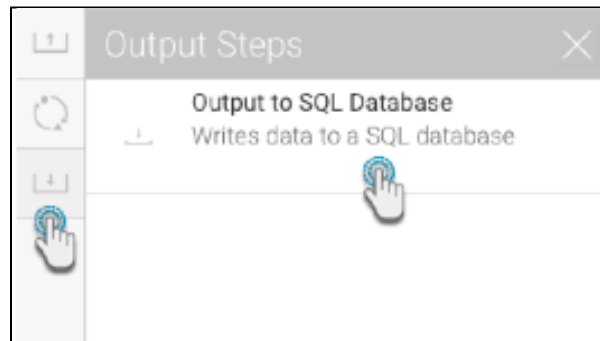 Output Steps
Output to SQL Database
Writes data to a SQL database